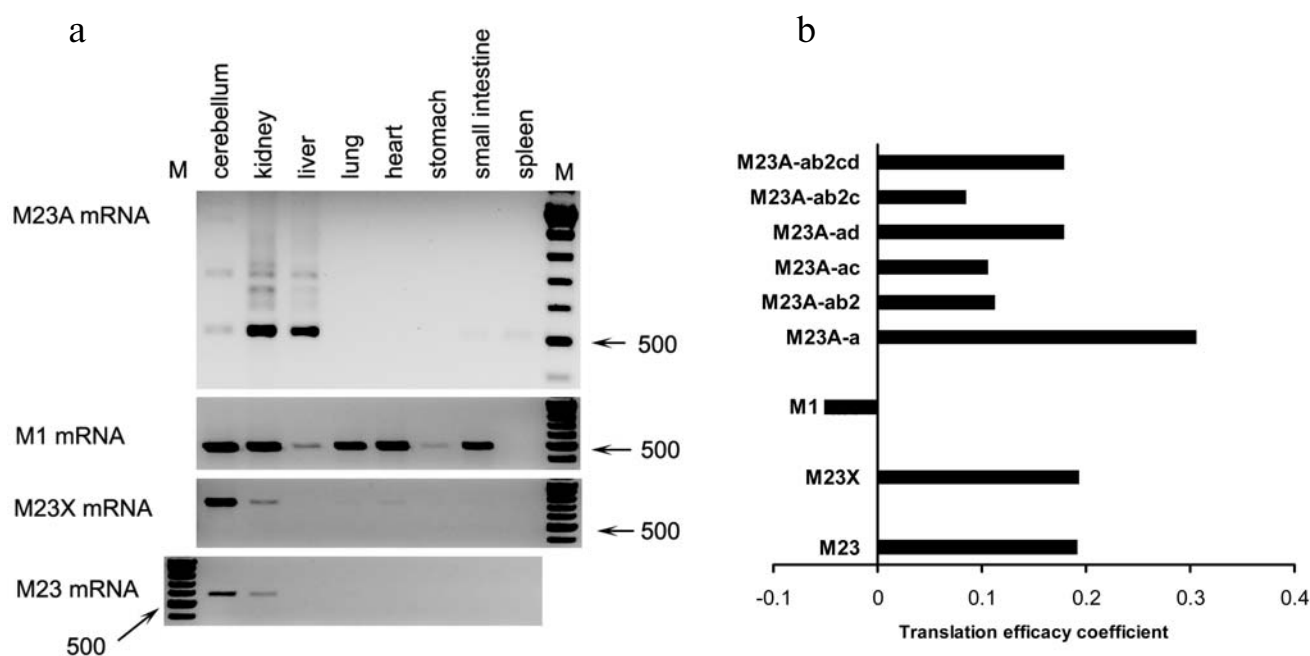 a
M
cerebellum
kidney
liver
lung
heart
stomach
small intestine
spleen
M
M23A mRNA
500
M1 mRNA
500
M23X mRNA
500
M23 mRNA
500
b
M23A-ab2cd
M23A-ab2c
M23A-ad
M23A-ac
M23A-ab2
M23A-a
M1
M23X
M23
-0.1 0 0.1 0.2 0.3 0.4
Translation efficacy coefficient